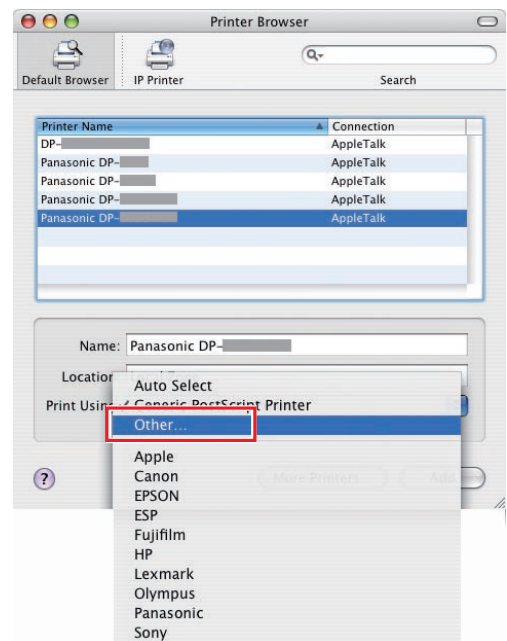 Printer Browser
Default Browser
IP Printer
Search
Printer Name Connection
DP- AppleTalk
Panasonic DP- AppleTalk
Panasonic DP- AppleTalk
Panasonic DP- AppleTalk
Panasonic DP- AppleTalk
Name: Panasonic DP-
Location
Print Using
Auto Select
✓ Generic PostScript Printer
Other...
Apple
Canon
EPSON
ESP
Fujifilm
HP
Lexmark
Olympus
Panasonic
Sony
? More Printers Add